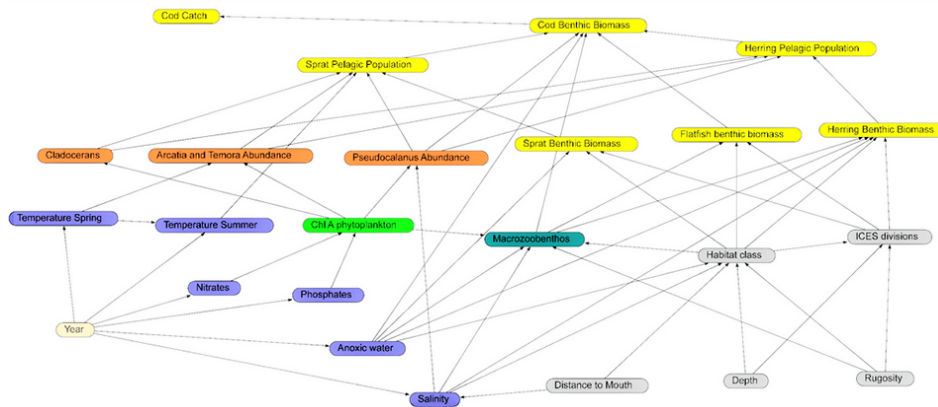 Cod Catch
Cod Benthic Biomass
Herring Pelagic Population
Sprat Pelagic Population
Cladocerans
Arcatia and Temora Abundance
Pseudocalanus Abundance
Sprat Benthic Biomass
Flatfish benthic biomass
Herring Benthic Biomass
Temperature Spring
Temperature Summer
Chl A phytoplankton
Macrozoobenthos
Habitat class
ICES divisions
Nitrates
Phosphates
Year
Anoxic water
Salinity
Distance to Mouth
Depth
Rugosity